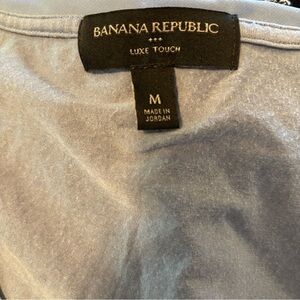 BANANA REPUBLIC
LUXE TOUCH
M
MADE IN
JORDAN